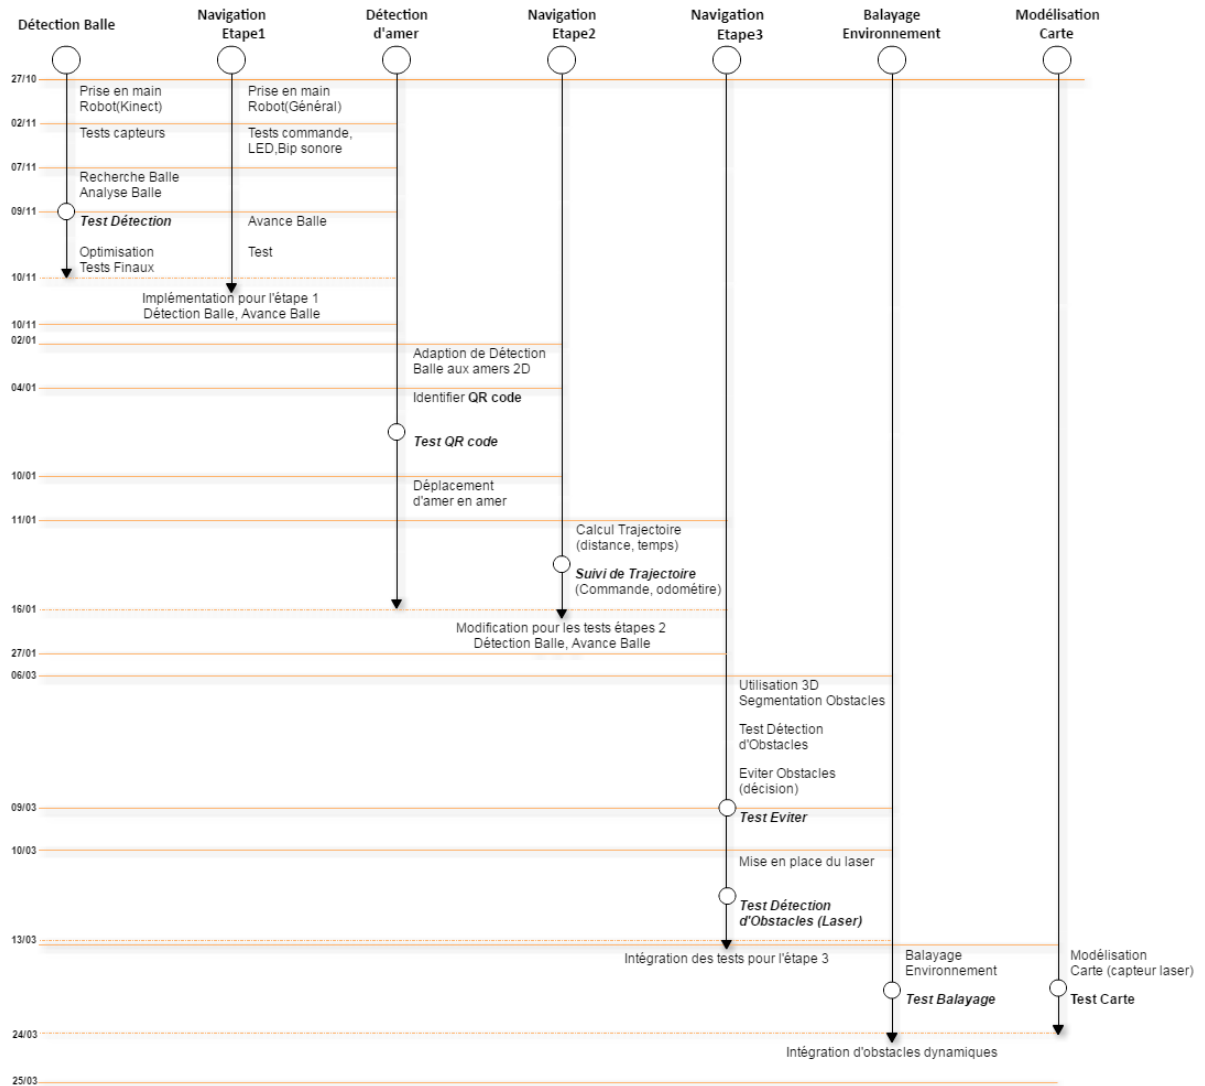 Détection Balle
Navigation
Etape1
Détection
d'amer
Navigation
Etape2
Navigation
Etape3
Balayage
Environnement
Modélisation
Carte
27/10
Prise en main
Robot(Kinect)
Prise en main
Robot(Général)
02/11
Tests capteurs
Tests commande,
LED,Bip sonore
07/11
Recherche Balle
Analyse Balle
09/11
Test Détection
Avance Balle
Optimisation
Tests Finaux
Test
10/11
Implémentation pour l'étape 1
Détection Balle, Avance Balle
10/11
02/01
Adaption de Détection
Balle aux amers 2D
04/01
Identifier QR code
Test QR code
10/01
Déplacement
d'amer en amer
11/01
Calcul Trajectoire
(distance, temps)
Suivi de Trajectoire
(Commande, odométire)
16/01
Modification pour les tests étapes 2
Détection Balle, Avance Balle
27/01
06/03
Utilisation 3D
Segmentation Obstacles
Test Détection
d'Obstacles
Eviter Obstacles
(décision)
09/03
Test Eviter
10/03
Mise en place du laser
Test Détection
d'Obstacles (Laser)
13/03
Intégration des tests pour l'étape 3
Balayage
Environnement
Modélisation
Carte (capteur laser)
Test Balayage
Test Carte
24/03
Intégration d'obstacles dynamiques
25/03